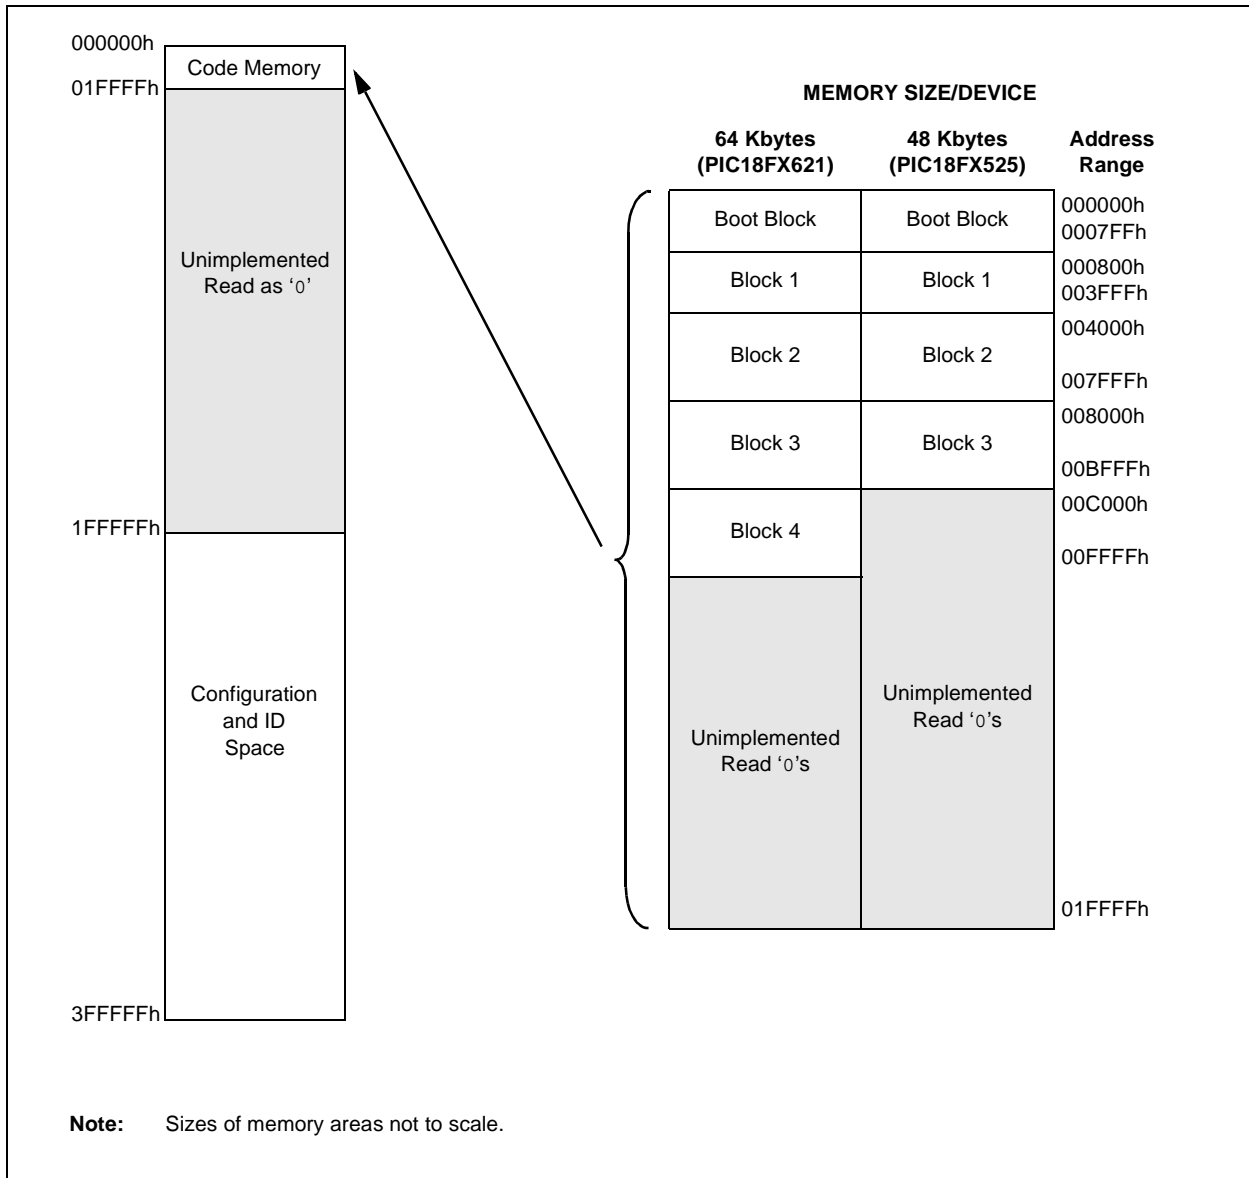 000000h
Code Memory
01FFFFh
Unimplemented
Read as ‘0’
1FFFFFh
Configuration
and ID
Space
3FFFFFh
MEMORY SIZE/DEVICE
64 Kbytes
(PIC18FX621)
48 Kbytes
(PIC18FX525)
Address
Range
Boot Block
Boot Block
000000h
0007FFh
Block 1
Block 1
000800h
003FFFh
Block 2
Block 2
004000h
007FFFh
Block 3
Block 3
008000h
00BFFFh
Block 4
00C000h
00FFFFh
Unimplemented
Read ‘0’s
Unimplemented
Read ‘0’s
01FFFFh
Note: Sizes of memory areas not to scale.